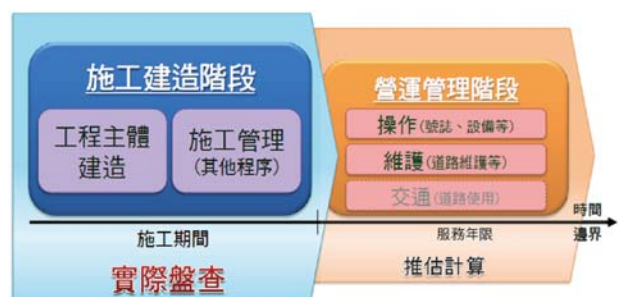 施工建造階段
工程主體
建造
施工管理
(其他程序)
營運管理階段
操作(號誌、設備等)
維護(道路維護等)
交通(道路使用)
施工期間
服務年限
時間
邊界
實際盤查
推估計算